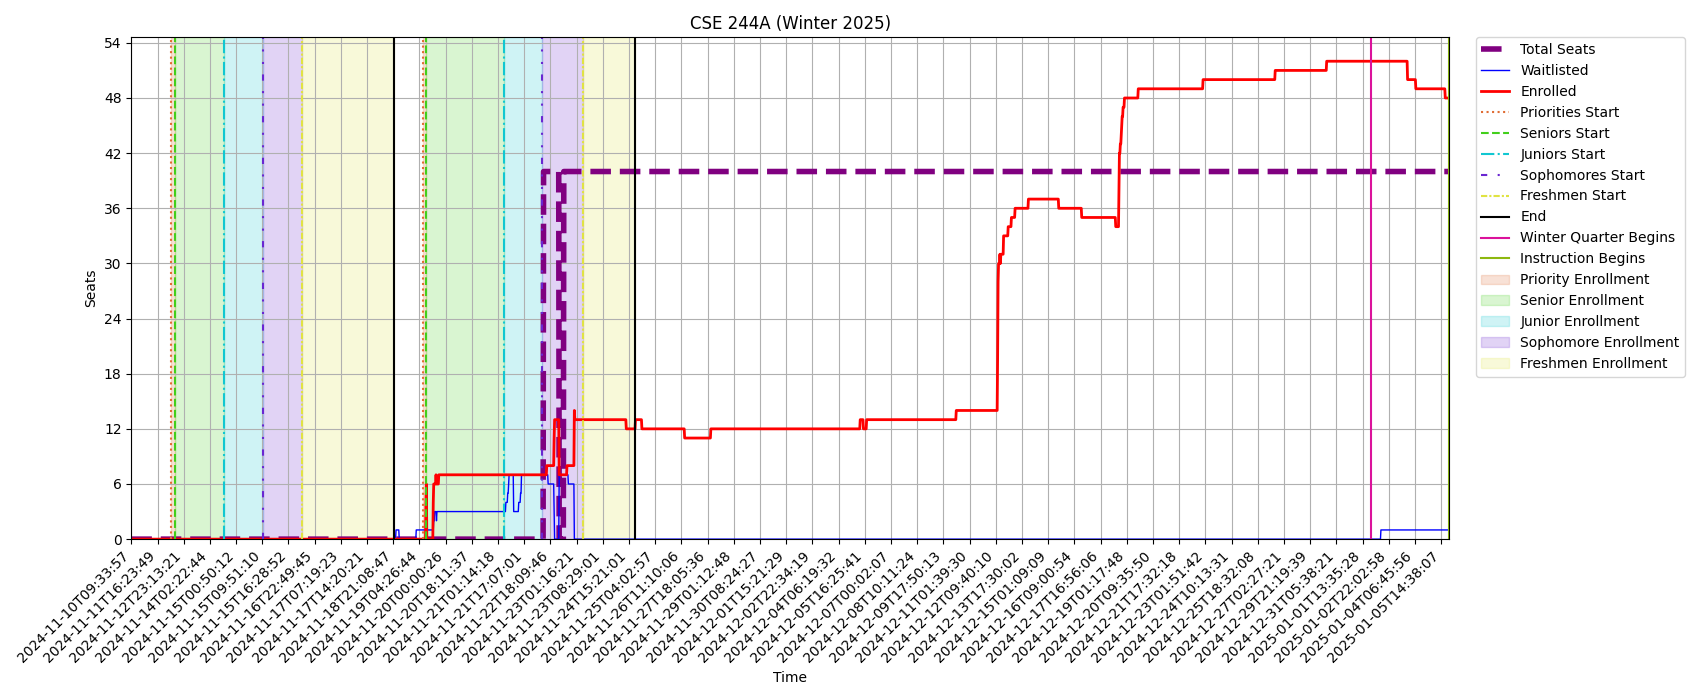 CSE 244A (Winter 2025)
Seats
54
48
42
36
30
24
18
12
6
0
2024-11-10T09:33:57
2024-11-11T16:23:49
2024-11-12T23:13:21
2024-11-14T02:22:44
2024-11-15T00:50:12
2024-11-15T09:51:10
2024-11-15T16:28:52
2024-11-16T22:49:45
2024-11-17T07:19:23
2024-11-17T14:20:21
2024-11-18T21:08:47
2024-11-19T04:26:44
2024-11-20T00:00:26
2024-11-20T18:11:37
2024-11-21T01:14:18
2024-11-21T17:07:01
2024-11-22T18:09:46
2024-11-23T01:16:21
2024-11-23T08:29:01
2024-11-24T15:21:01
2024-11-25T04:02:57
2024-11-26T11:10:06
2024-11-27T18:05:36
2024-11-29T01:12:48
2024-11-30T08:24:27
2024-12-01T15:21:29
2024-12-02T22:34:19
2024-12-04T06:19:32
2024-12-05T16:25:41
2024-12-07T00:02:07
2024-12-08T10:11:24
2024-12-09T17:50:13
2024-12-11T01:39:30
2024-12-12T09:40:10
2024-12-13T17:30:02
2024-12-15T01:09:09
2024-12-16T09:00:54
2024-12-17T16:56:06
2024-12-19T01:17:48
2024-12-20T09:35:50
2024-12-21T17:32:18
2024-12-23T01:51:42
2024-12-24T10:13:31
2024-12-25T18:32:08
2024-12-27T02:27:21
2024-12-29T21:19:39
2024-12-31T05:38:21
2025-01-01T13:35:28
2025-01-02T22:02:58
2025-01-04T06:45:56
2025-01-05T14:38:07
Time
Total Seats
Waitlisted
Enrolled
Priorities Start
Seniors Start
Juniors Start
Sophomores Start
Freshmen Start
End
Winter Quarter Begins
Instruction Begins
Priority Enrollment
Senior Enrollment
Junior Enrollment
Sophomore Enrollment
Freshmen Enrollment